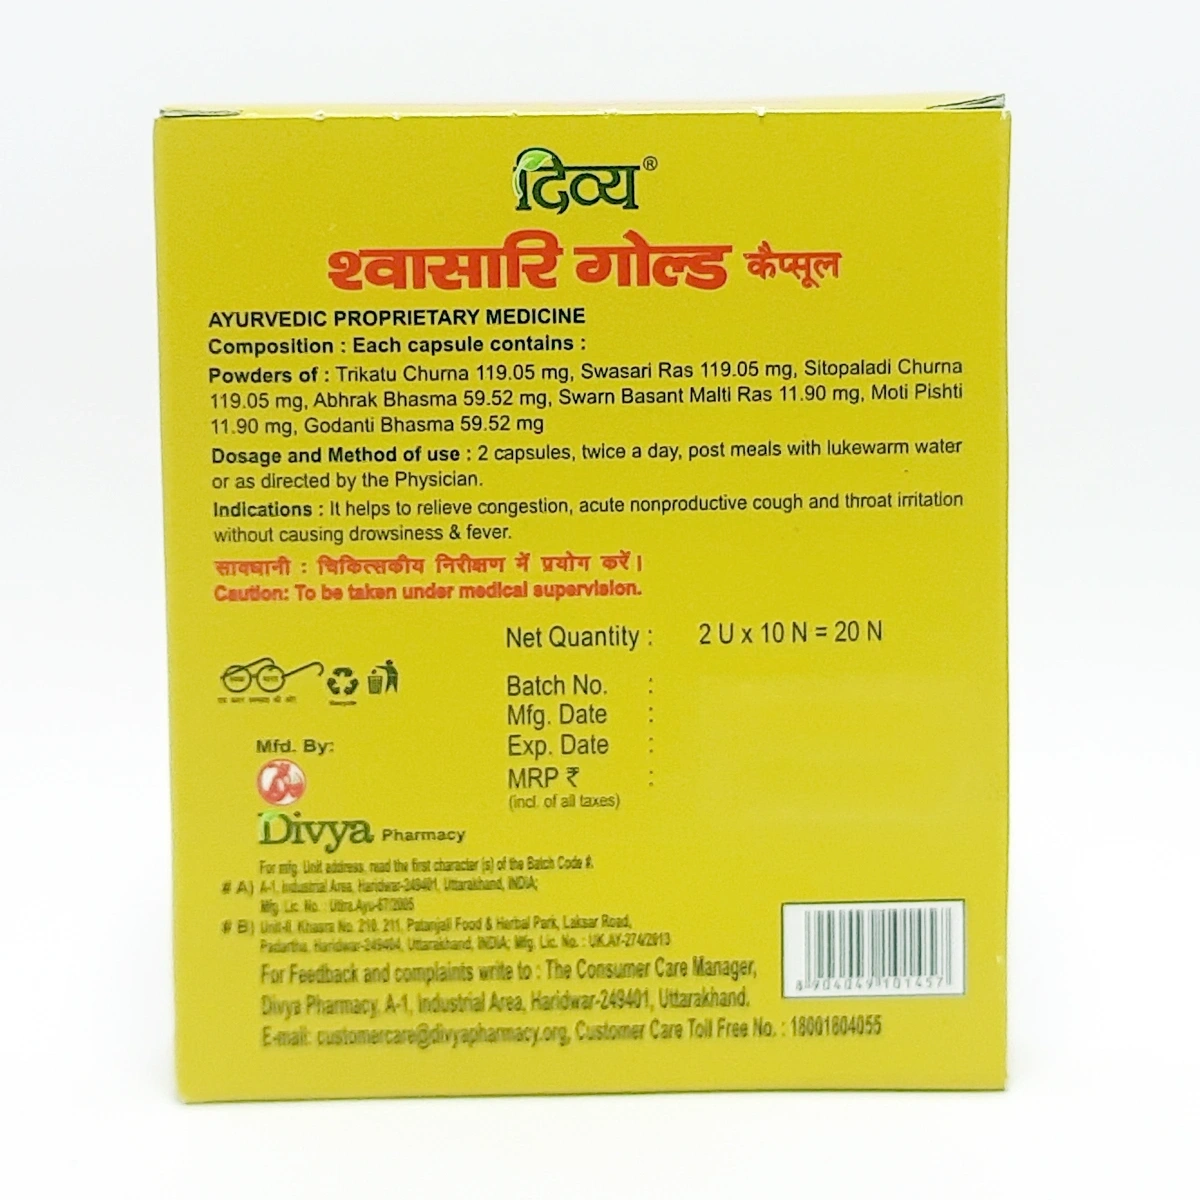 दिव्य®
श्वासारि गोल्ड कैप्सूल
AYURVEDIC PROPRIETARY MEDICINE
Composition : Each capsule contains :
Powders of : Trikatu Churna 119.05 mg, Swasari Ras 119.05 mg, Sitopaladi Churna
119.05 mg, Abhrak Bhasma 59.52 mg, Swarn Basant Malti Ras 11.90 mg, Moti Pishti
11.90 mg, Godanti Bhasma 59.52 mg
Dosage and Method of use : 2 capsules, twice a day, post meals with lukewarm water
or as directed by the Physician.
Indications : It helps to relieve congestion, acute nonproductive cough and throat irritation
without causing drowsiness & fever.
सावधानी : चिकित्सकीय निरीक्षण में प्रयोग करें।
Caution: To be taken under medical supervision.
Net Quantity : 2 U x 10 N = 20 N
Batch No. :
Mfg. Date :
Exp. Date :
MRP ₹ :
(incl. of all taxes)
Mfd. By:
Divya Pharmacy
For mfg. Unit address, read the first character (s) of the Batch Code #.
# A) A-1, Industrial Area, Haridwar-249401, Uttarakhand, INDIA;
Mfg. Lic. No. : Uttra.Ayu-67/2005
# B) Unit-II, Khasra No. 210, 211, Patanjali Food & Herbal Park, Laksar Road,
Padartha, Haridwar-249404, Uttarakhand, INDIA; Mfg. Lic. No. : UK.AY-274/2013
For Feedback and complaints write to : The Consumer Care Manager,
Divya Pharmacy, A-1, Industrial Area, Haridwar-249401, Uttarakhand.
E-mail: customercare@divyapharmacy.org, Customer Care Toll Free No. : 18001804055
8 904049 101457